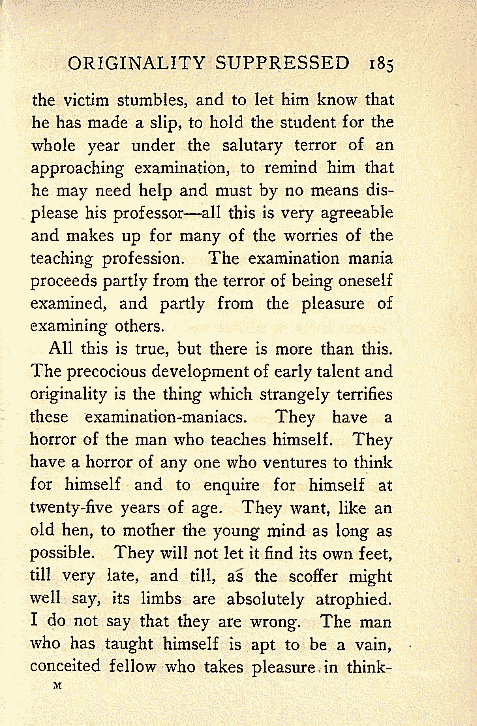 ORIGINALITY SUPPRESSED 185
the victim stumbles, and to let him know that
he has made a slip, to hold the student for the
whole year under the salutary terror of an
approaching examination, to remind him that
he may need help and must by no means dis-
please his professor—all this is very agreeable
and makes up for many of the worries of the
teaching profession. The examination mania
proceeds partly from the terror of being oneself
examined, and partly from the pleasure of
examining others.
All this is true, but there is more than this.
The precocious development of early talent and
originality is the thing which strangely terrifies
these examination-maniacs. They have a
horror of the man who teaches himself. They
have a horror of any one who ventures to think
for himself and to enquire for himself at
twenty-five years of age. They want, like an
old hen, to mother the young mind as long as
possible. They will not let it find its own feet,
till very late, and till, as the scoffer might
well say, its limbs are absolutely atrophied.
I do not say that they are wrong. The man
who has taught himself is apt to be a vain,
conceited fellow who takes pleasure in think-
M